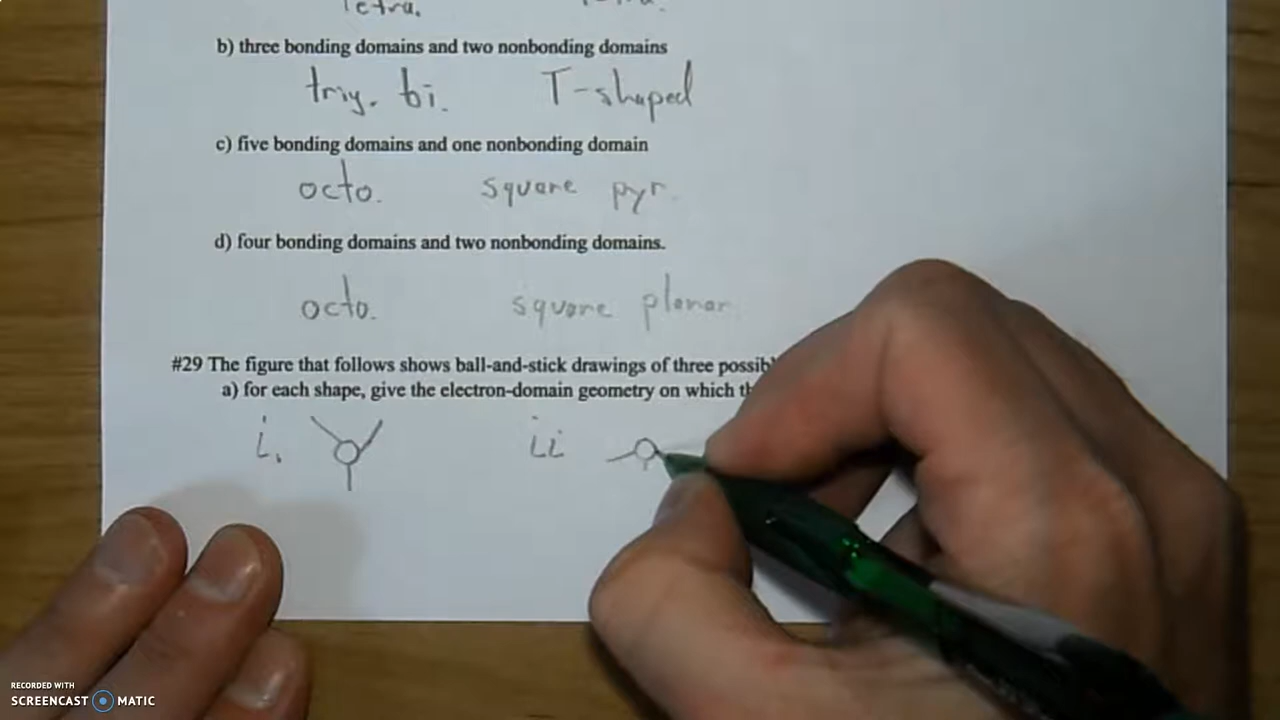 Tetra.
b) three bonding domains and two nonbonding domains
trig. bi. T-shaped
c) five bonding domains and one nonbonding domain
octo. square pyr.
d) four bonding domains and two nonbonding domains.
octo. square planar
#29 The figure that follows shows ball-and-stick drawings of three
a) for each shape, give the electron-domain geometry on which
i. ii
RECORDED WITH
SCREENCAST MATIC